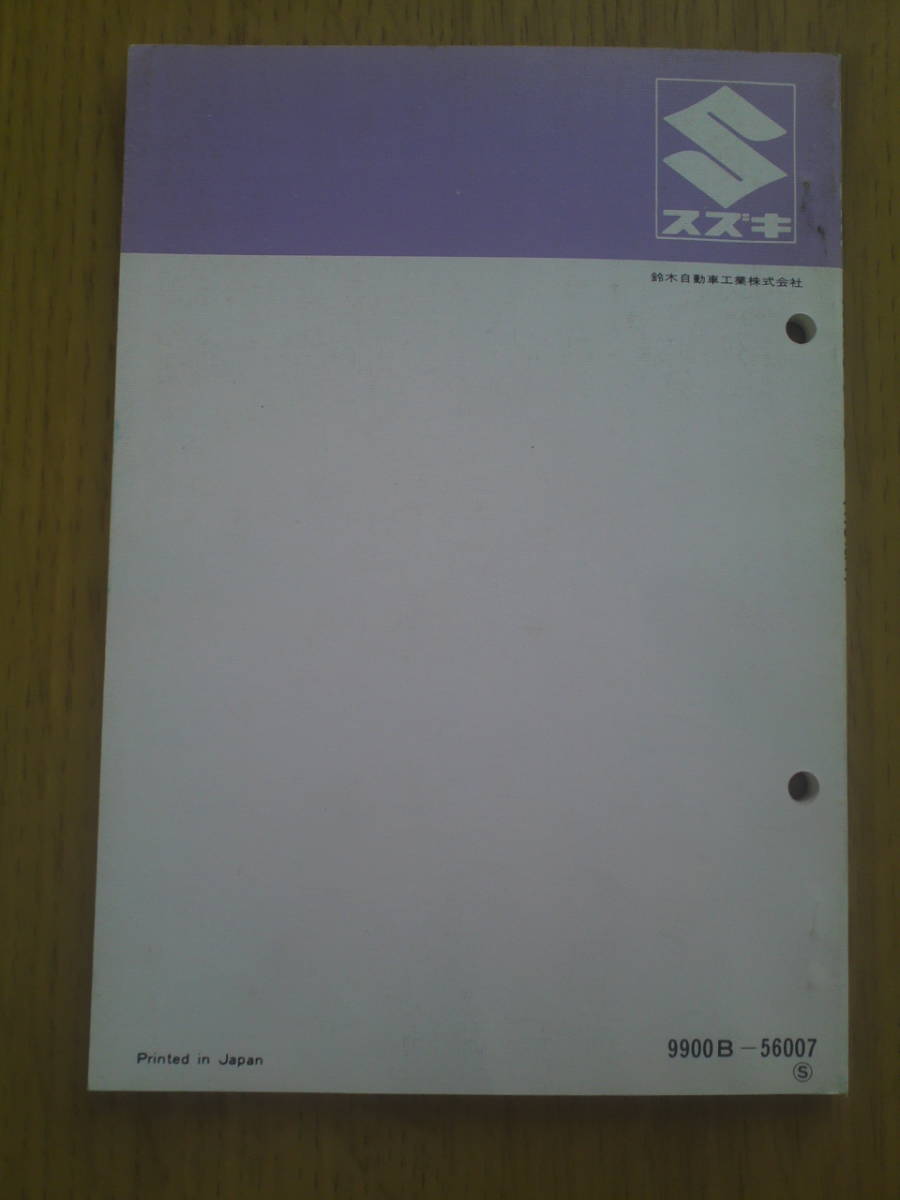 スズキ
鈴木自動車工業株式会社
Printed in Japan
9900B－56007
Ⓢ